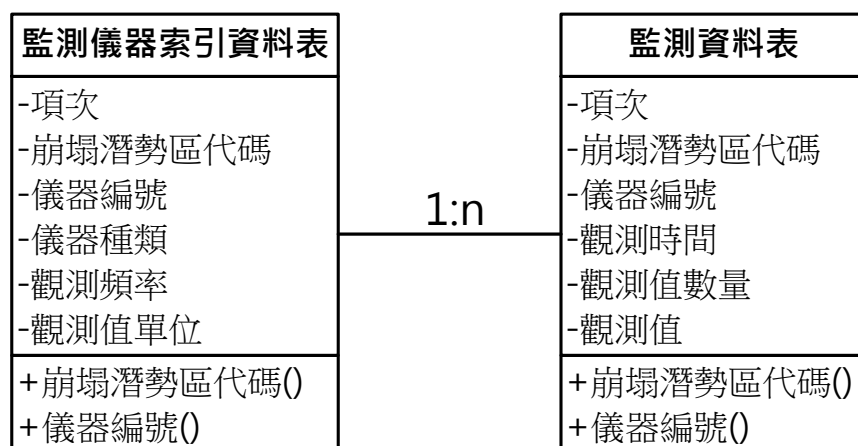 監測儀器索引資料表
-項次
-崩塌潛勢區代碼
-儀器編號
-儀器種類
-觀測頻率
-觀測值單位
+崩塌潛勢區代碼()
+儀器編號()
1:n
監測資料表
-項次
-崩塌潛勢區代碼
-儀器編號
-觀測時間
-觀測值數量
-觀測值
+崩塌潛勢區代碼()
+儀器編號()